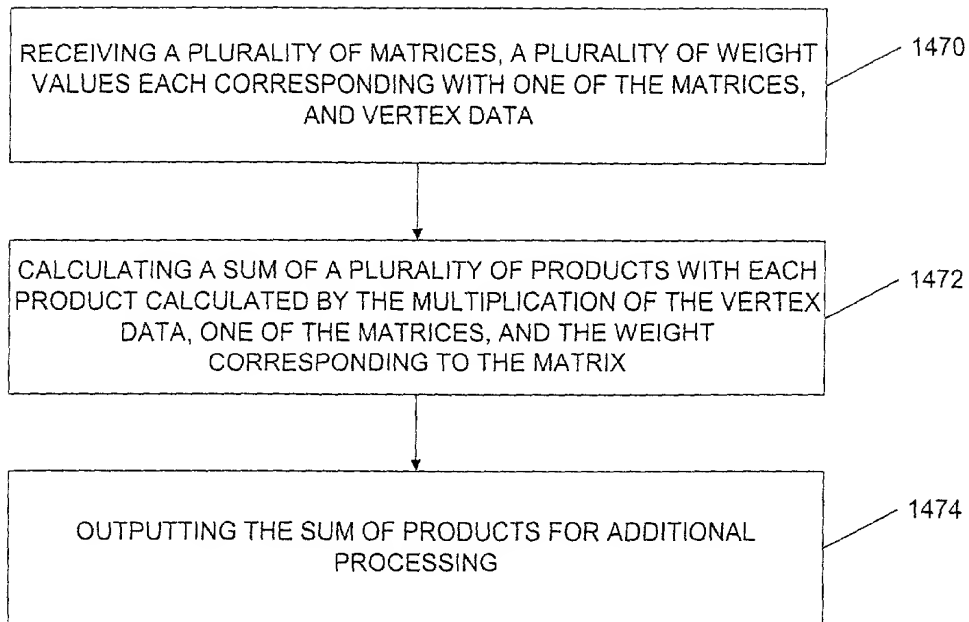 RECEIVING A PLURALITY OF MATRICES, A PLURALITY OF WEIGHT
VALUES EACH CORRESPONDING WITH ONE OF THE MATRICES,
AND VERTEX DATA
1470
CALCULATING A SUM OF A PLURALITY OF PRODUCTS WITH EACH
PRODUCT CALCULATED BY THE MULTIPLICATION OF THE VERTEX
DATA, ONE OF THE MATRICES, AND THE WEIGHT
CORRESPONDING TO THE MATRIX
1472
OUTPUTTING THE SUM OF PRODUCTS FOR ADDITIONAL
PROCESSING
1474